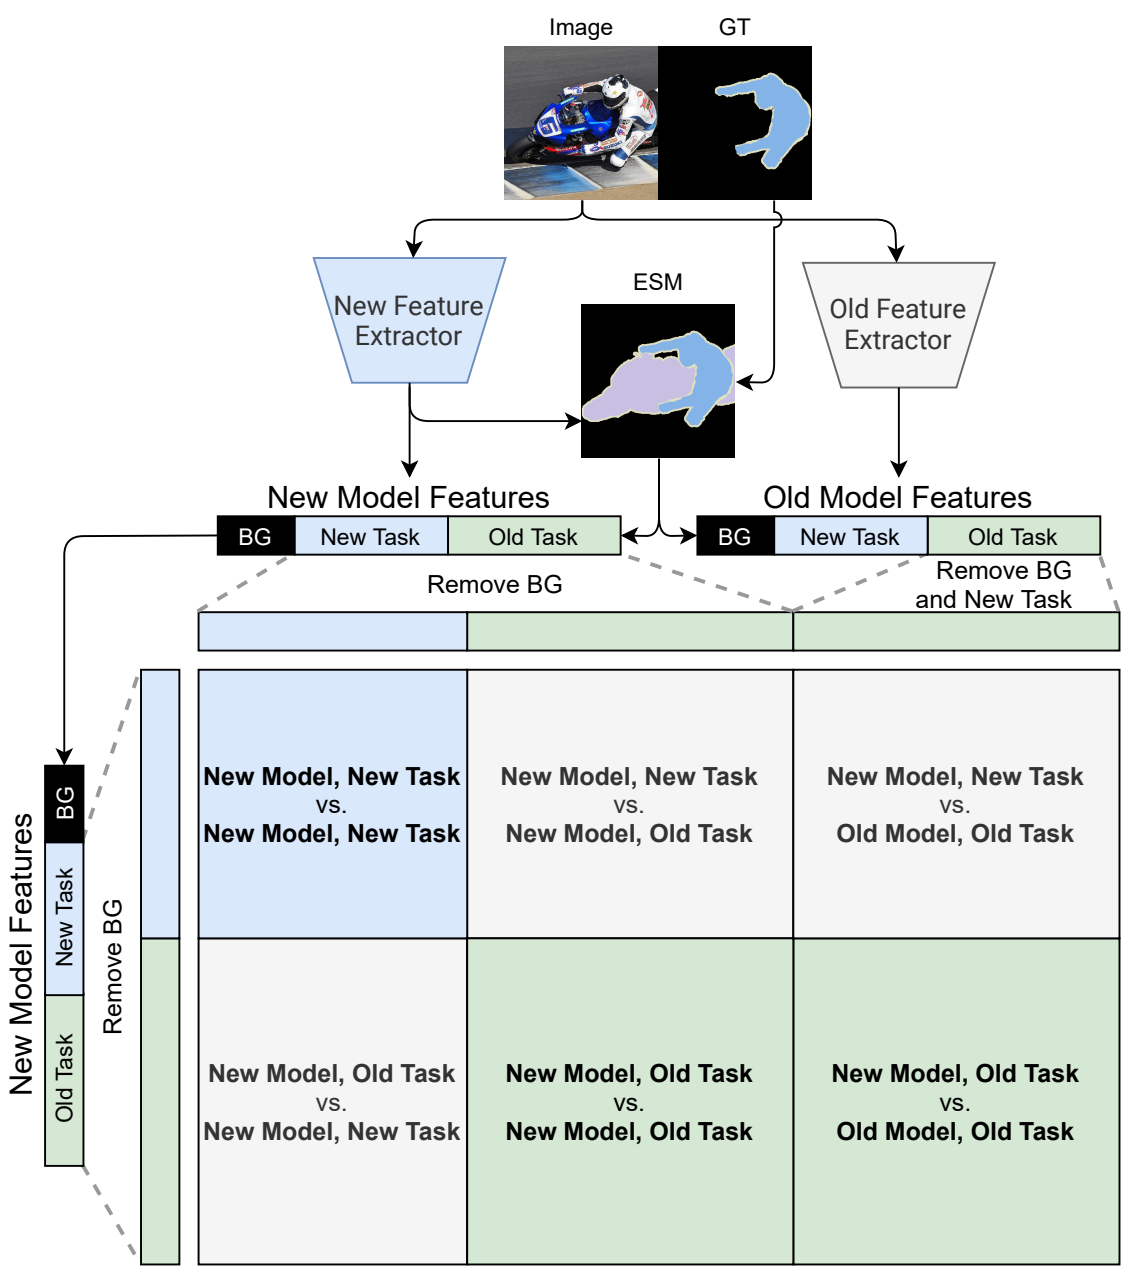 Image
GT
New Feature
Extractor
ESM
Old Feature
Extractor
New Model Features
Old Model Features
BG
New Task
Old Task
BG
New Task
Old Task
Remove BG
Remove BG
and New Task
New Model Features
BG
New Task
Old Task
Remove BG
New Model, New Task
vs.
New Model, New Task
New Model, New Task
vs.
New Model, Old Task
New Model, New Task
vs.
Old Model, Old Task
New Model, Old Task
vs.
New Model, New Task
New Model, Old Task
vs.
New Model, Old Task
New Model, Old Task
vs.
Old Model, Old Task